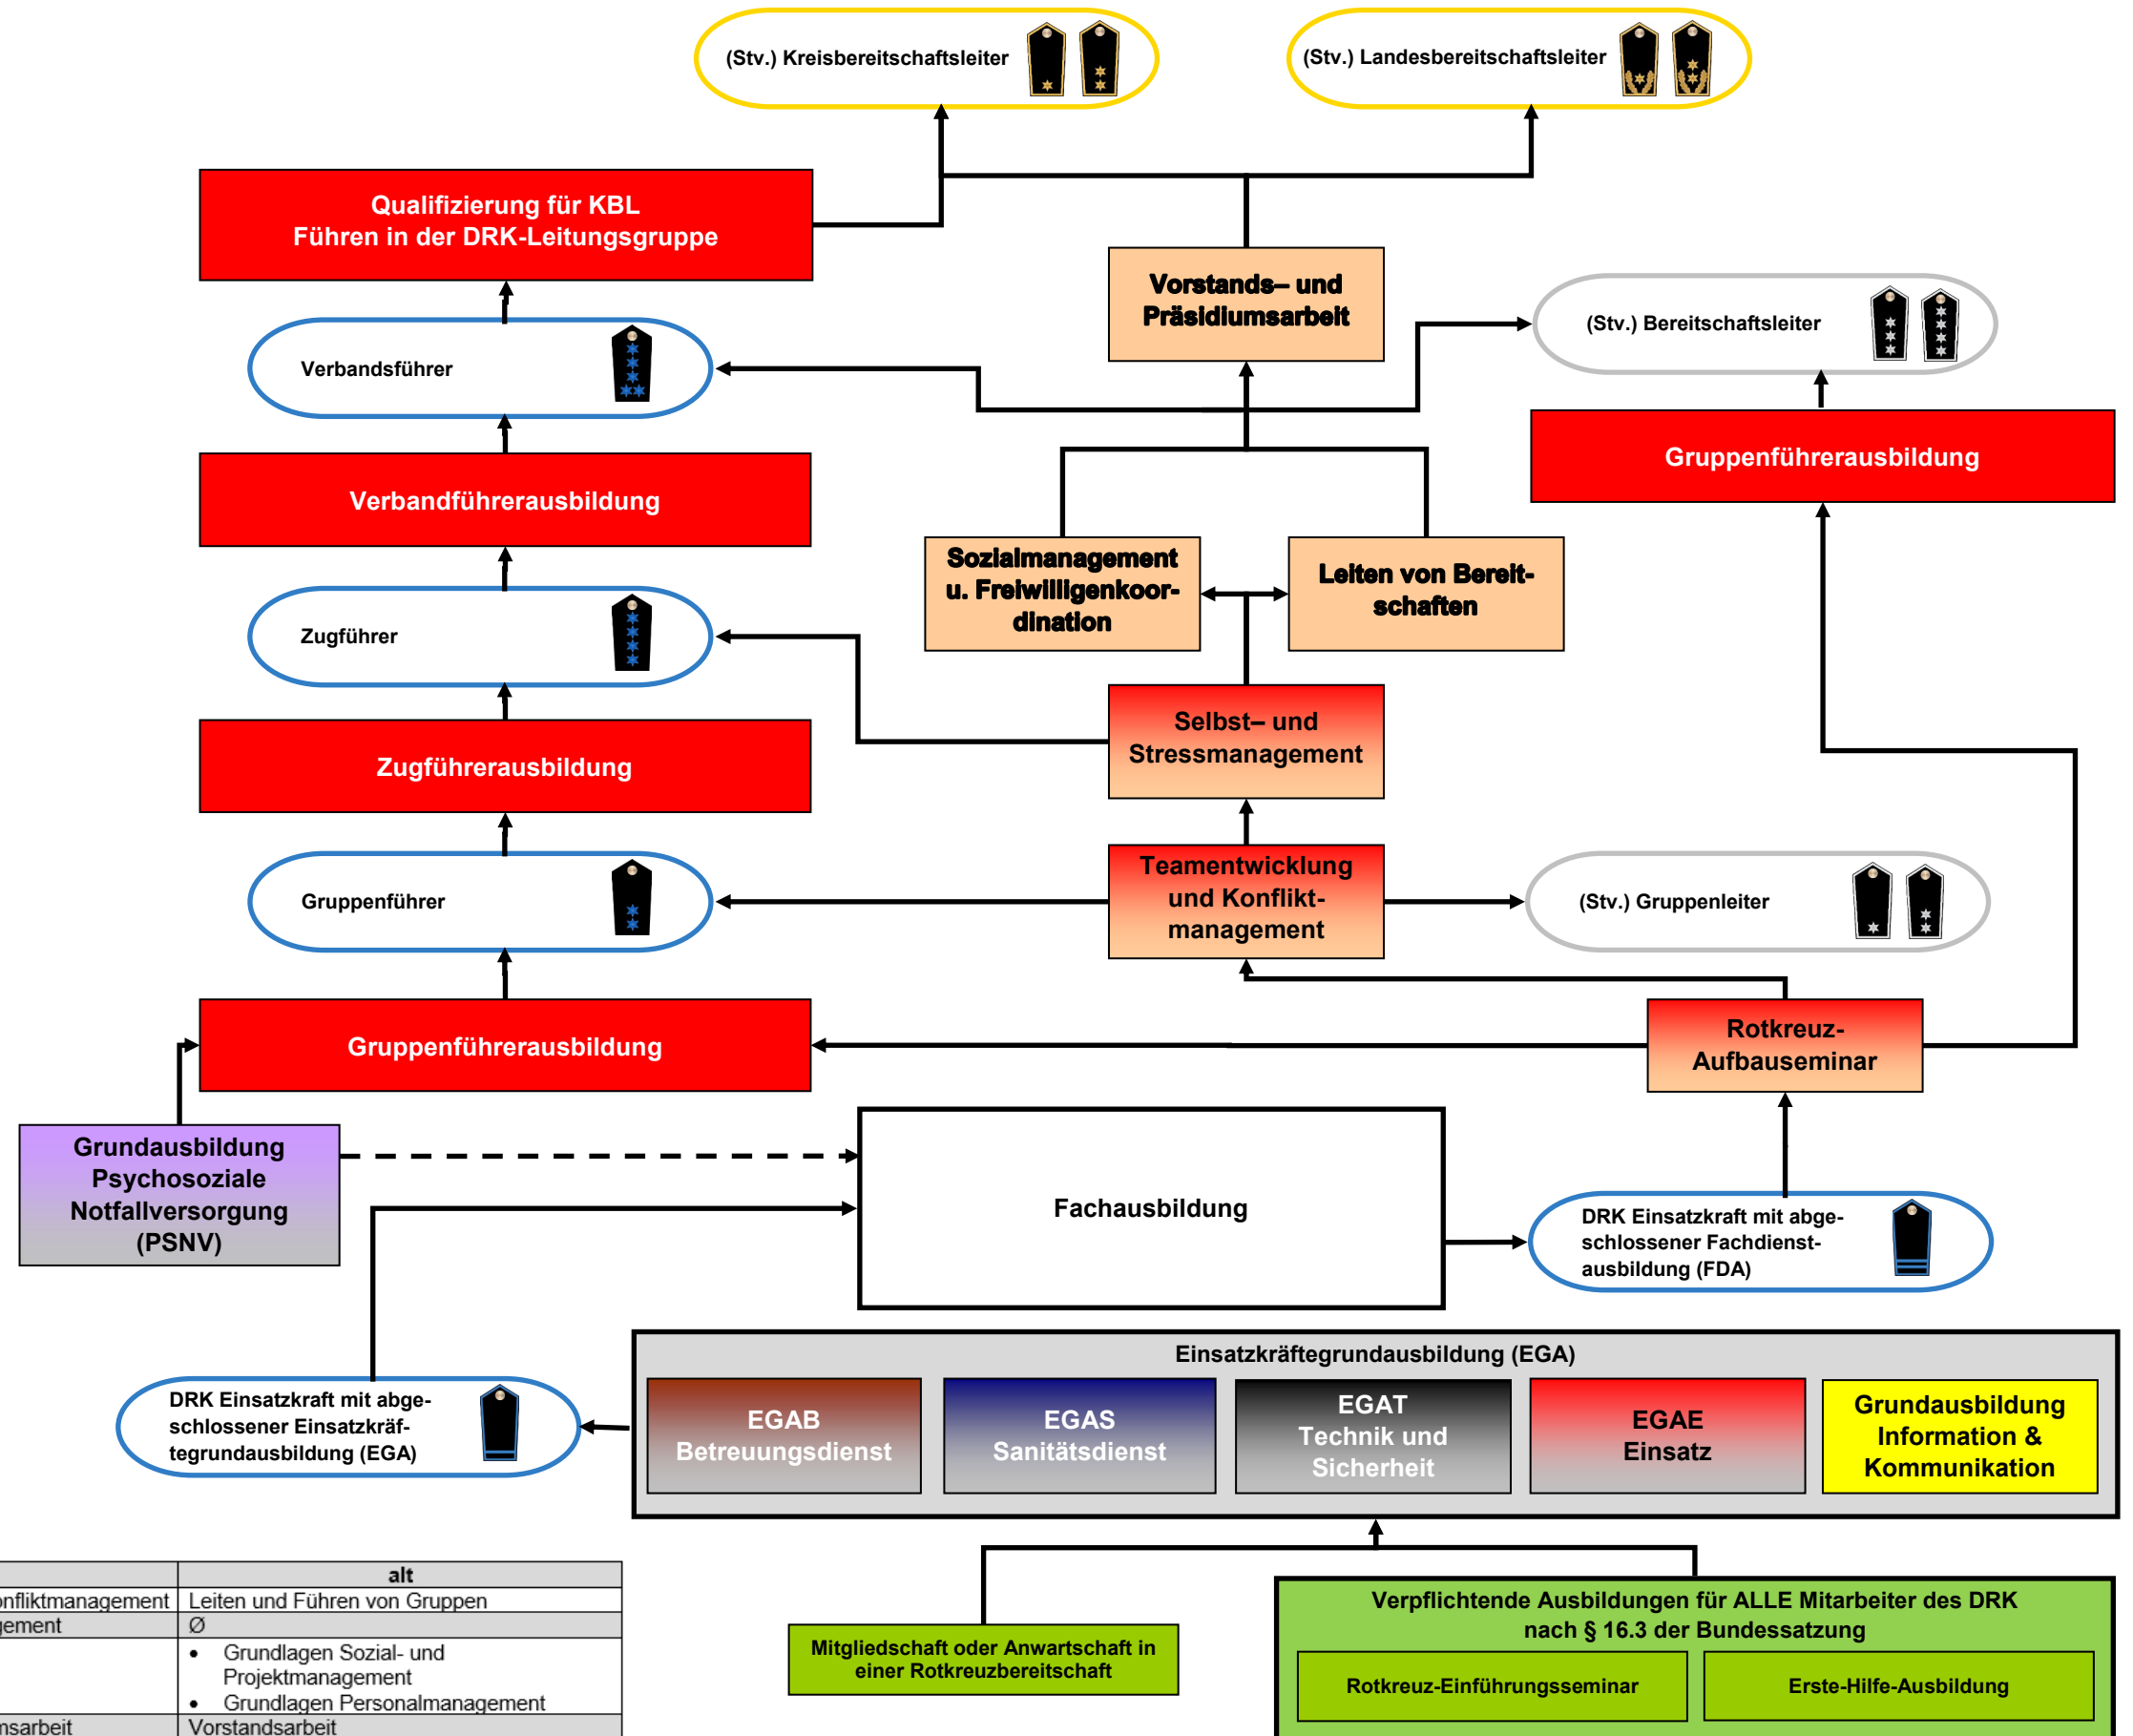 (Stv.) Kreisbereitschaftsleiter
(Stv.) Landesbereitschaftsleiter
Qualifizierung für KBL
Führen in der DRK-Leitungsgruppe
Vorstands– und
Präsidiumsarbeit
(Stv.) Bereitschaftsleiter
Verbandsführer
Gruppenführerausbildung
Verbandführerausbildung
Sozialmanagement
u. Freiwilligenkoor-
dination
Leiten von Bereit-
schaften
Zugführer
Selbst– und
Stressmanagement
Zugführerausbildung
Teamentwicklung
und Konflikt-
management
Gruppenführer
(Stv.) Gruppenleiter
Gruppenführerausbildung
Rotkreuz-
Aufbauseminar
Grundausbildung
Psychosoziale
Notfallversorgung
(PSNV)
Fachausbildung
DRK Einsatzkraft mit abge-
schlossener Fachdienst-
ausbildung (FDA)
Einsatzkräftegrundausbildung (EGA)
DRK Einsatzkraft mit abge-
schlossener Einsatzkräf-
tegrundausbildung (EGA)
EGAB
Betreuungsdienst
EGAS
Sanitätsdienst
EGAT
Technik und
Sicherheit
EGAE
Einsatz
Grundausbildung
Information &
Kommunikation
alt
onfliktmanagement Leiten und Führen von Gruppen
gement Ø
• Grundlagen Sozial- und
Projektmanagement
• Grundlagen Personalmanagement
msarbeit Vorstandsarbeit
Mitgliedschaft oder Anwartschaft in
einer Rotkreuzbereitschaft
Verpflichtende Ausbildungen für ALLE Mitarbeiter des DRK
nach § 16.3 der Bundessatzung
Rotkreuz-Einführungsseminar
Erste-Hilfe-Ausbildung